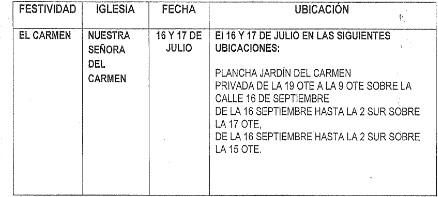 FESTIVIDAD IGLESIA FECHA UBICACIÓN
EL CARMEN NUESTRA SEÑORA DEL CARMEN 16 Y 17 DE JULIO El 16 Y 17 DE JULIO EN LAS SIGUIENTES
UBICACIONES:
PLANCHA JARDÍN DEL CARMEN
PRIVADA DE LA 19 OTE A LA 9 OTE SOBRE LA
CALLE 16 DE SEPTIEMBRE
DE LA 16 SEPTIEMBRE HASTA LA 2 SUR SOBRE
LA 17 OTE,
DE LA 16 SEPTIEMBRE HASTA LA 2 SUR SOBRE
LA 15 OTE.